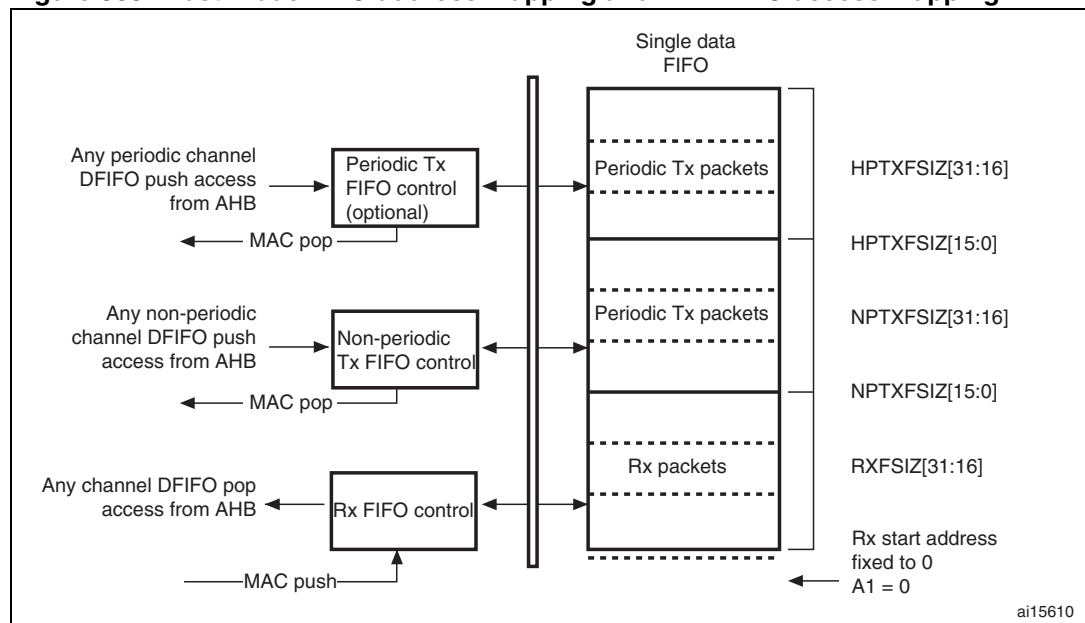 Single data
FIFO
Any periodic channel
DFIFO push access
from AHB
Periodic Tx
FIFO control
(optional)
MAC pop
Periodic Tx packets
HPTXFSIZ[31:16]
HPTXFSIZ[15:0]
Any non-periodic
channel DFIFO push
access from AHB
Non-periodic
Tx FIFO control
MAC pop
Periodic Tx packets
NPTXFSIZ[31:16]
NPTXFSIZ[15:0]
Any channel DFIFO pop
access from AHB
Rx FIFO control
MAC push
Rx packets
RXFSIZ[31:16]
Rx start address
fixed to 0
A1 = 0
ai15610